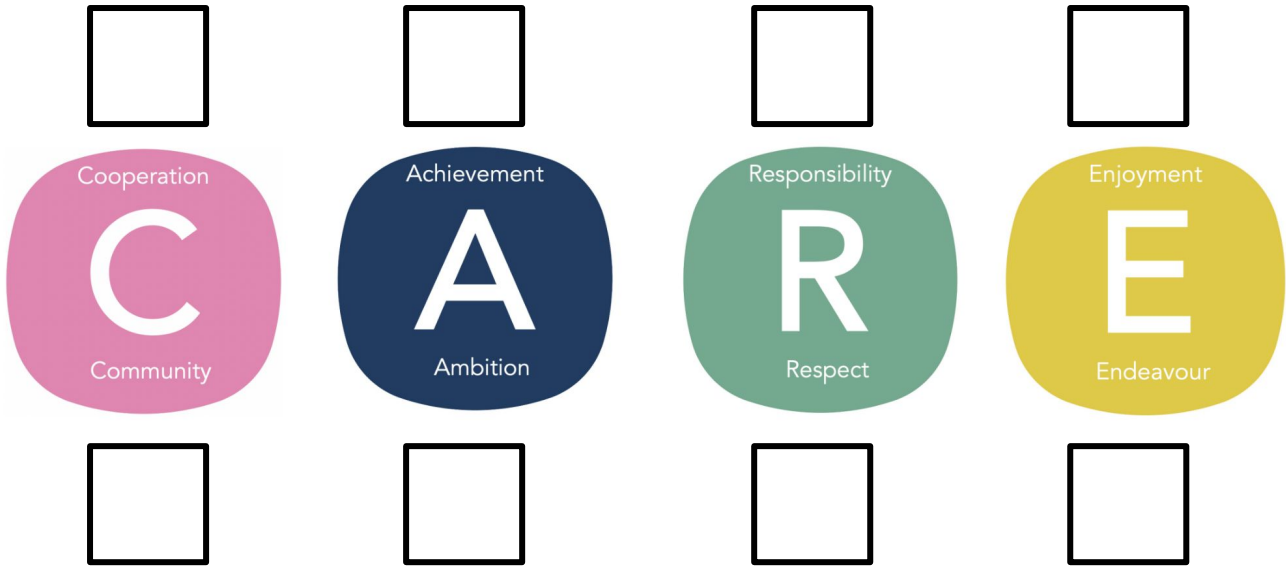 Cooperation
C
Community
Achievement
A
Ambition
Responsibility
R
Respect
Enjoyment
E
Endeavour